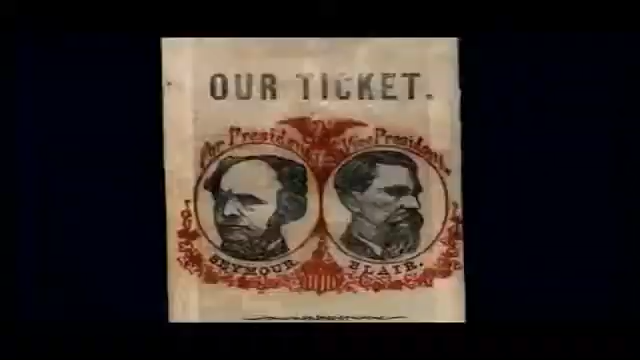 OUR TICKET.
For President
Vice President.
SEYMOUR
BLAIR.